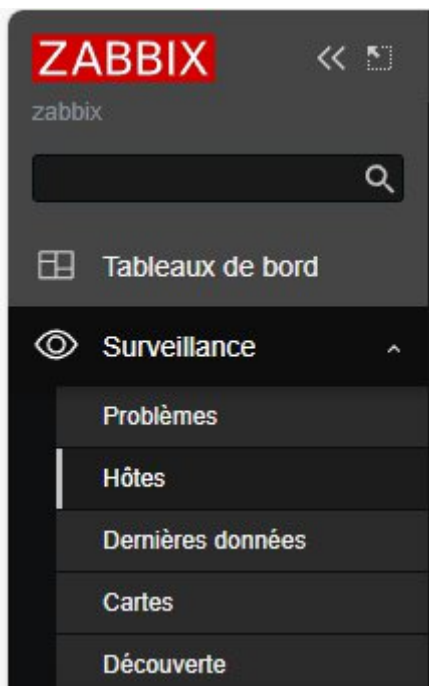 ZABBIX
zabbix
Tableaux de bord
Surveillance
Problèmes
Hôtes
Dernières données
Cartes
Découverte